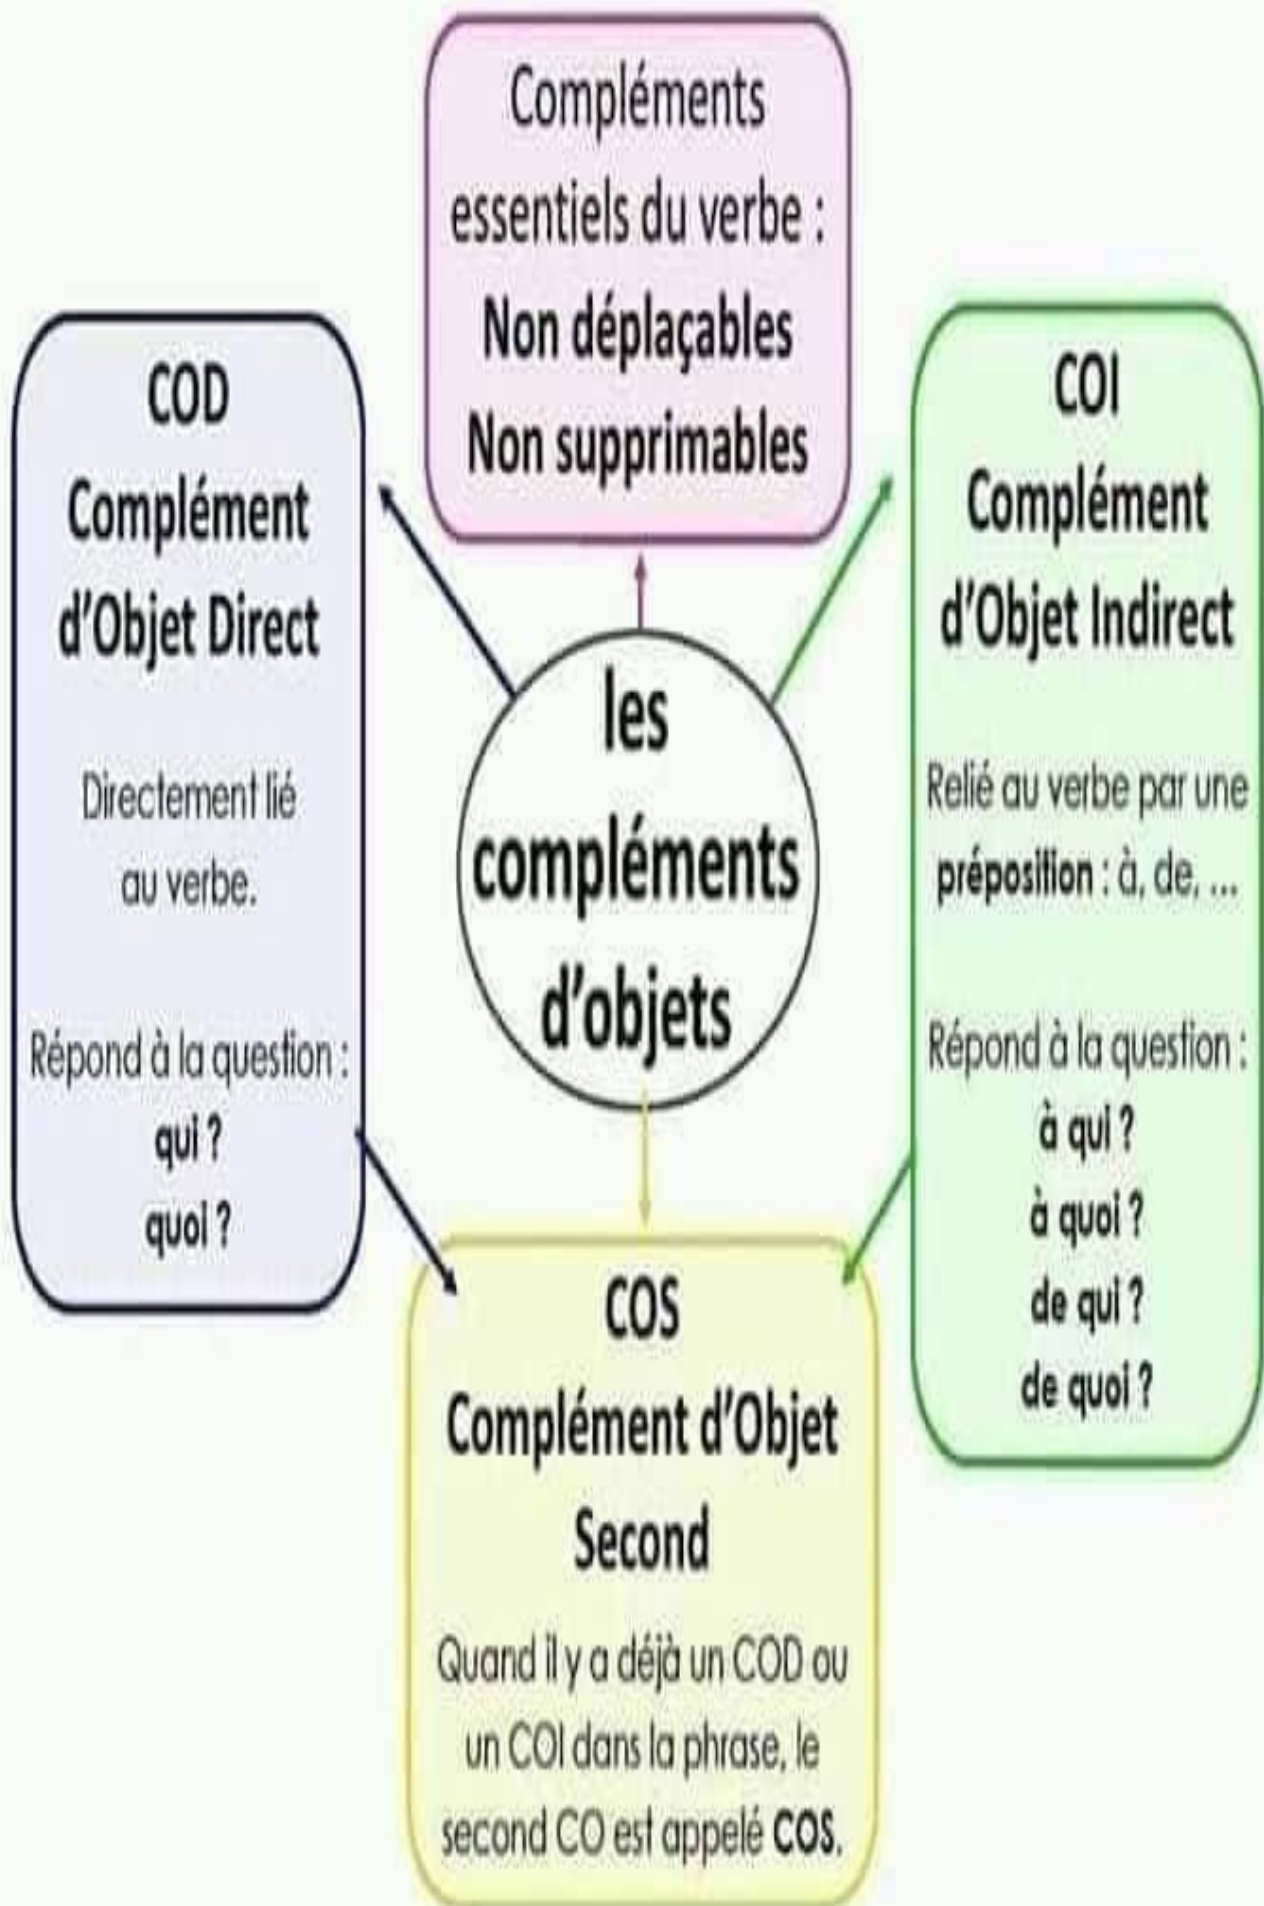 Compléments
essentiels du verbe :
Non déplaçables
Non supprimables
COD
Complément
d'Objet Direct
Directement lié
au verbe.
Répond à la question :
qui ?
quoi ?
les
compléments
d'objets
COI
Complément
d'Objet Indirect
Relié au verbe par une
préposition : à, de, ...
Répond à la question :
à qui ?
à quoi ?
de qui ?
de quoi ?
COS
Complément d'Objet
Second
Quand il y a déjà un COD ou
un COI dans la phrase, le
second CO est appelé COS.